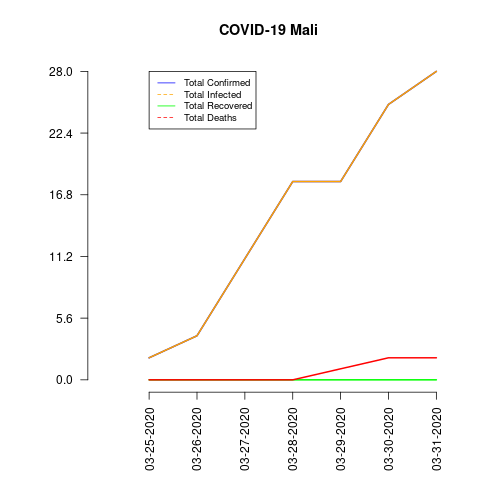 COVID-19 Mali
28.0
22.4
16.8
11.2
5.6
0.0
Total Confirmed
Total Infected
Total Recovered
Total Deaths
03-25-2020
03-26-2020
03-27-2020
03-28-2020
03-29-2020
03-30-2020
03-31-2020